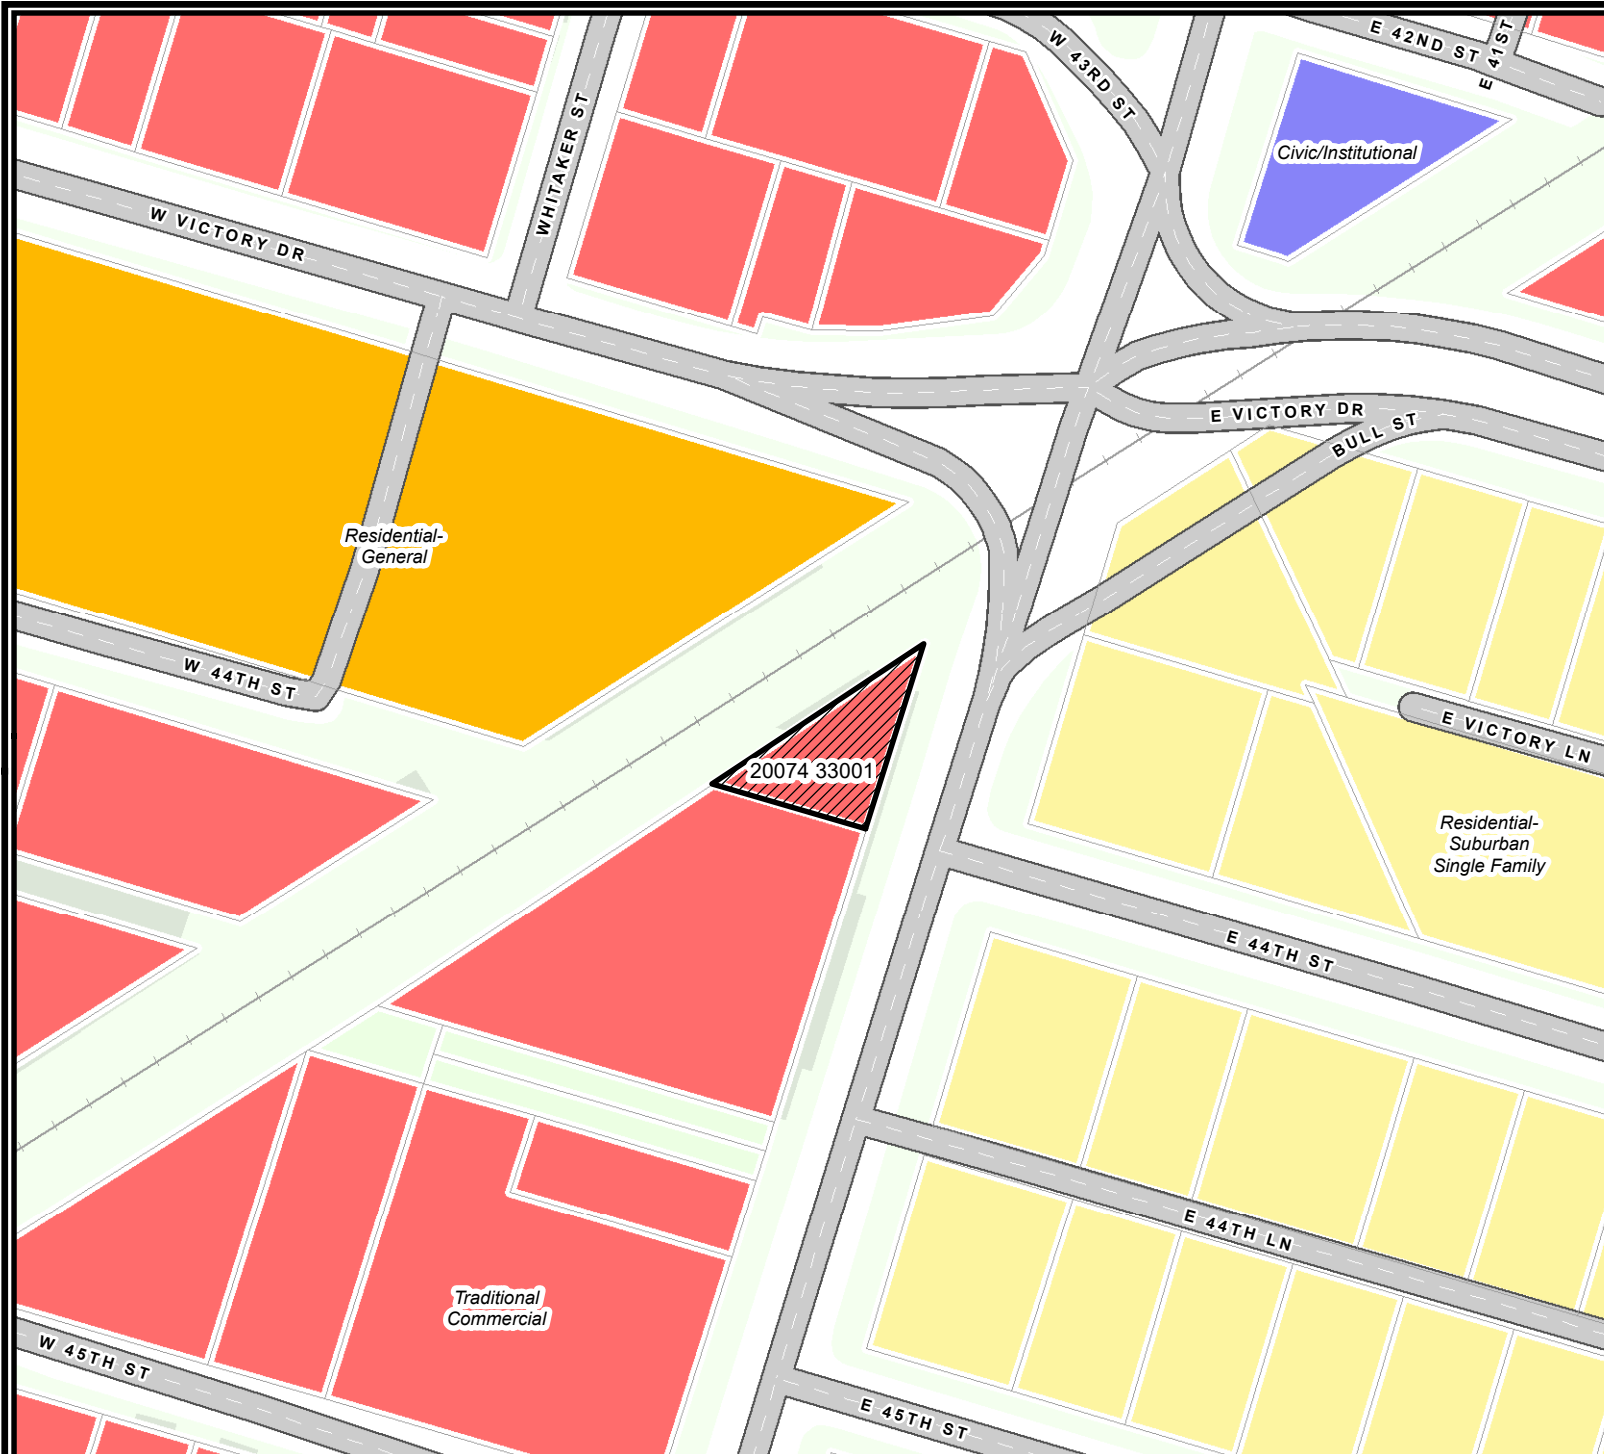 E 42ND ST
E 41ST
W 43RD ST
WHITAKER ST
Civic/Institutional
W VICTORY DR
E VICTORY DR
BULL ST
Residential-
General
W 44TH ST
E VICTORY LN
20074 33001
Residential-
Suburban
Single Family
E 44TH ST
E 44TH LN
Traditional
Commercial
W 45TH ST
E 45TH ST